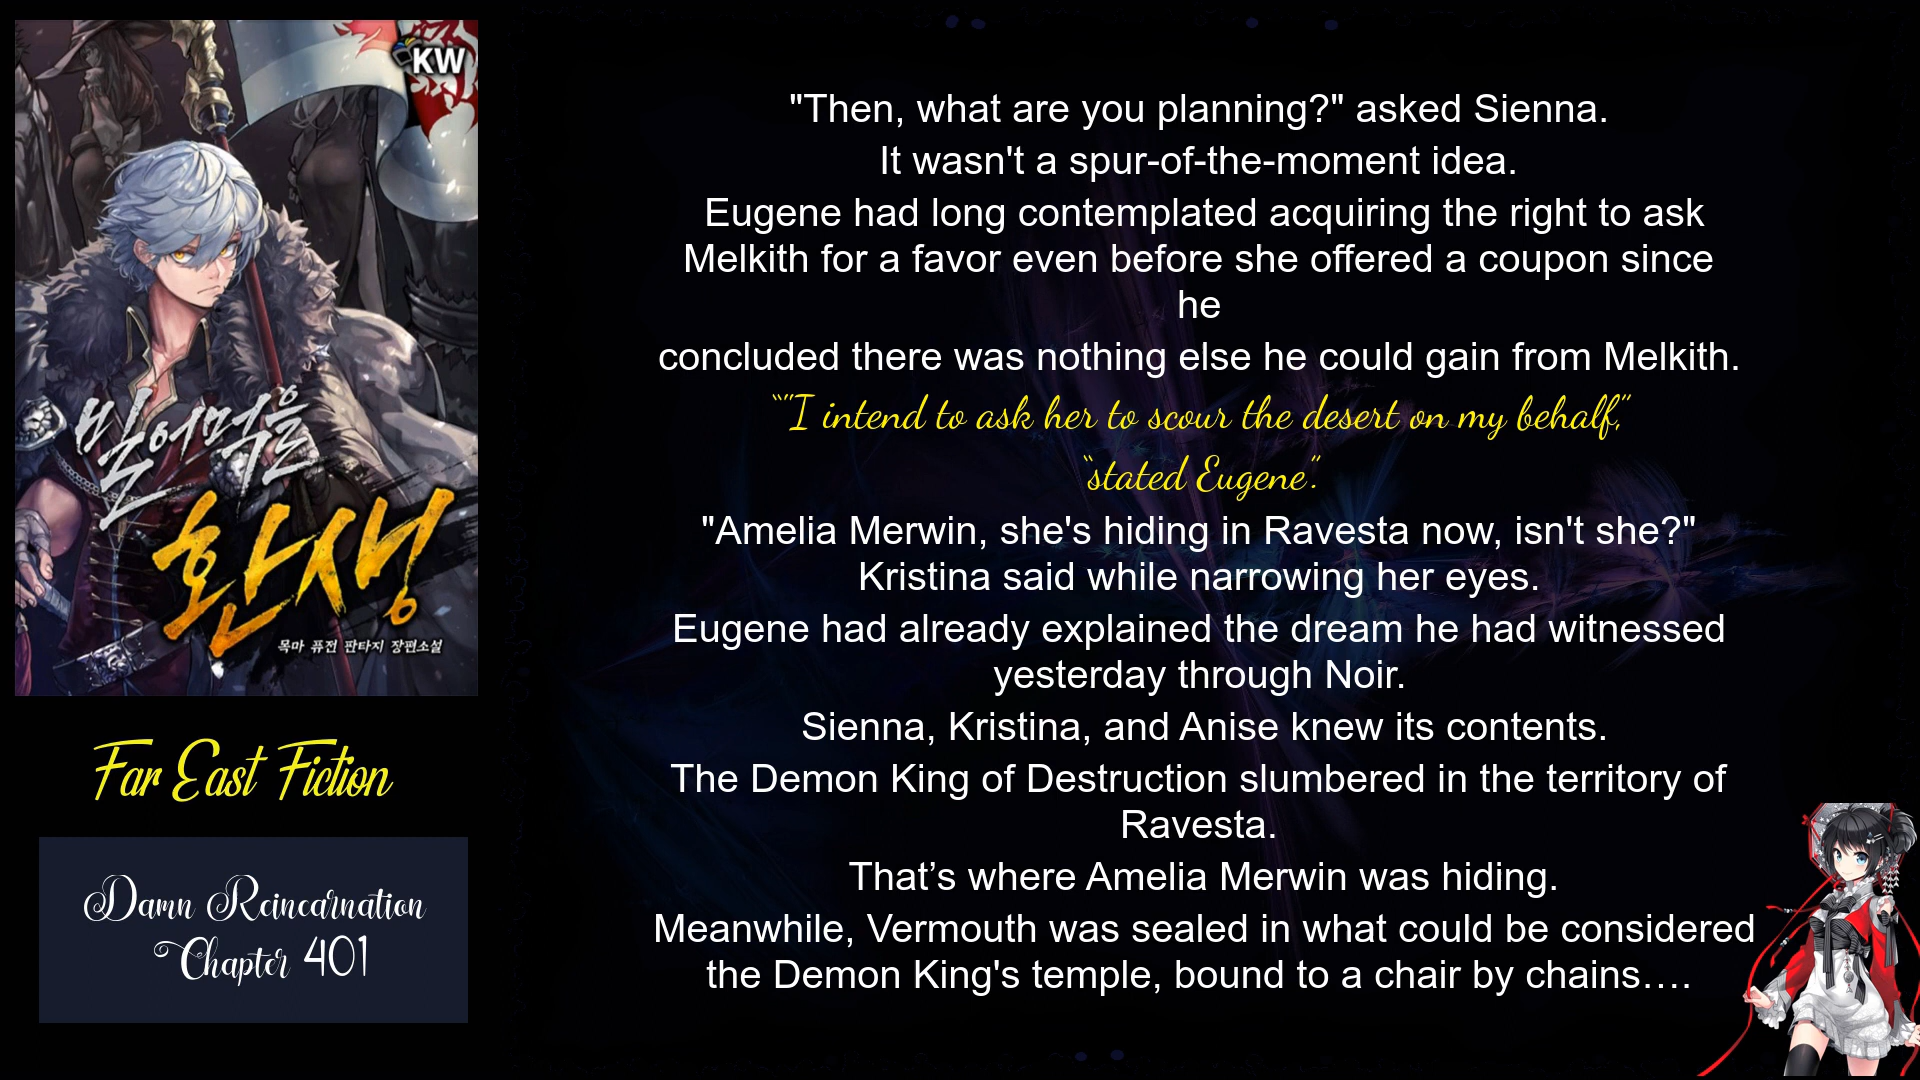 KW
빌어먹을
환생
목마 퓨전 판타지 장편소설
Far East Fiction
Damn Reincarnation
Chapter 401
"Then, what are you planning?" asked Sienna.
It wasn't a spur-of-the-moment idea.
Eugene had long contemplated acquiring the right to ask
Melkith for a favor even before she offered a coupon since
he
concluded there was nothing else he could gain from Melkith.
“"I intend to ask her to scour the desert on my behalf,”
“stated Eugene”.
"Amelia Merwin, she's hiding in Ravesta now, isn't she?"
Kristina said while narrowing her eyes.
Eugene had already explained the dream he had witnessed
yesterday through Noir.
Sienna, Kristina, and Anise knew its contents.
The Demon King of Destruction slumbered in the territory of
Ravesta.
That’s where Amelia Merwin was hiding.
Meanwhile, Vermouth was sealed in what could be considered
the Demon King's temple, bound to a chair by chains….